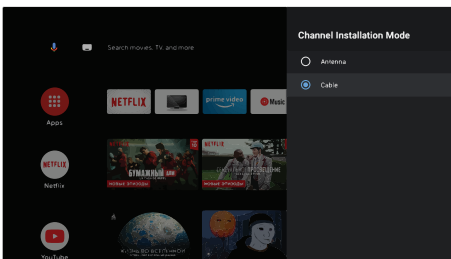 Channel Installation Mode
Search movies, TV, and more
Antenna
Cable
NETFLIX
prime video
Music
Apps
NETFLIX
БУМАЖНЫЙ ДОМ
НОВЫЕ ЭПИЗОДЫ
НОВЫЕ ЭПИЗОДЫ
NETFLIX
Netflix
YouTube